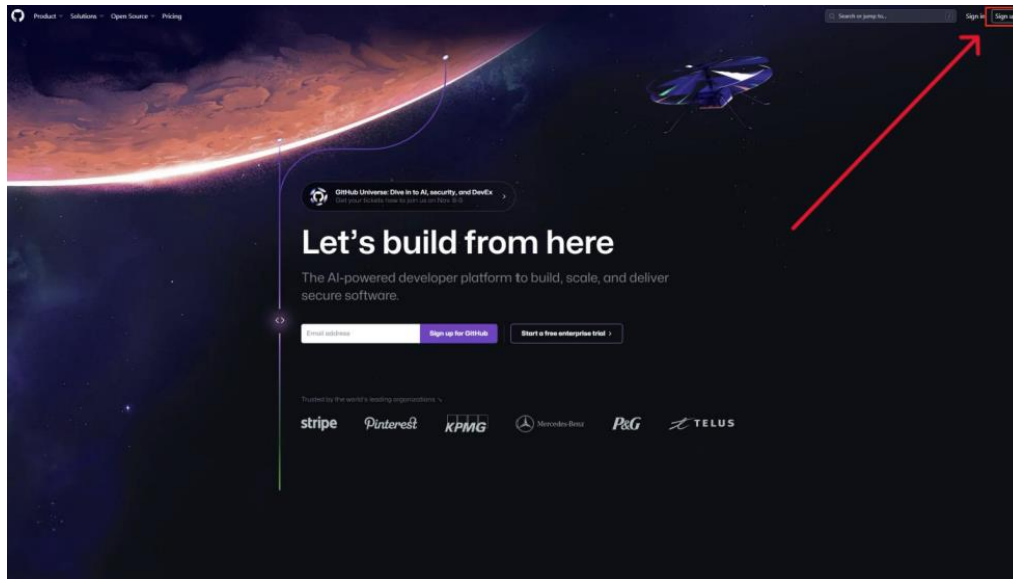 Product
Solutions
Open Source
Pricing
Search or jump to...
/
Sign in
Sign u
GitHub Universe: Dive in to AI, security, and DevEx
Get your tickets now to join us on Nov. 8-9
Let's build from here
The AI-powered developer platform to build, scale, and deliver
secure software.
Email address
Sign up for GitHub
Start a free enterprise trial
Trusted by the world's leading organizations
stripe
Pinterest
KPMG
Mercedes-Benz
P&G
TELUS